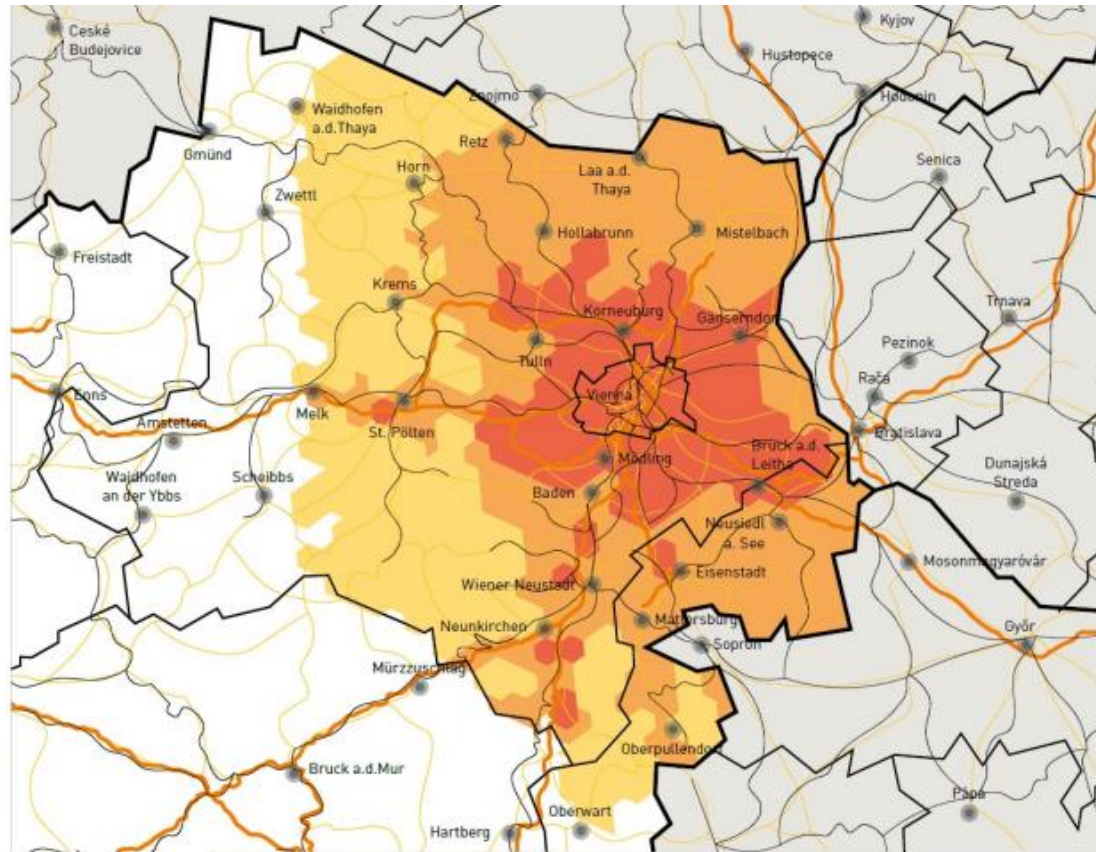 České
Budejovice
Kyjov
Hustopece
Waidhofen
a.d.Thaya
Znojmo
Hodonin
Gmünd
Retz
Horn
Laa a.d.
Thaya
Senica
Zwettl
Hollabrunn
Mistelbach
Freistadt
Krems
Korneuburg
Gänserndorf
Trnava
Tulln
Pezinok
Rača
Enns
Melk
Vienna
St. Pölten
Amstetten
Bratislava
Mödling
Bruck a.d.
Leitha
Waidhofen
an der Ybbs
Scheibbs
Baden
Dunajská
Streda
Neusiedl
a. See
Wiener Neustadt
Eisenstadt
Mosonmagyaróvár
Neunkirchen
Mattersburg
Sopron
Győr
Mürzzuschlag
Oberpullendorf
Bruck a.d.Mur
Pápa
Hartberg
Oberwart